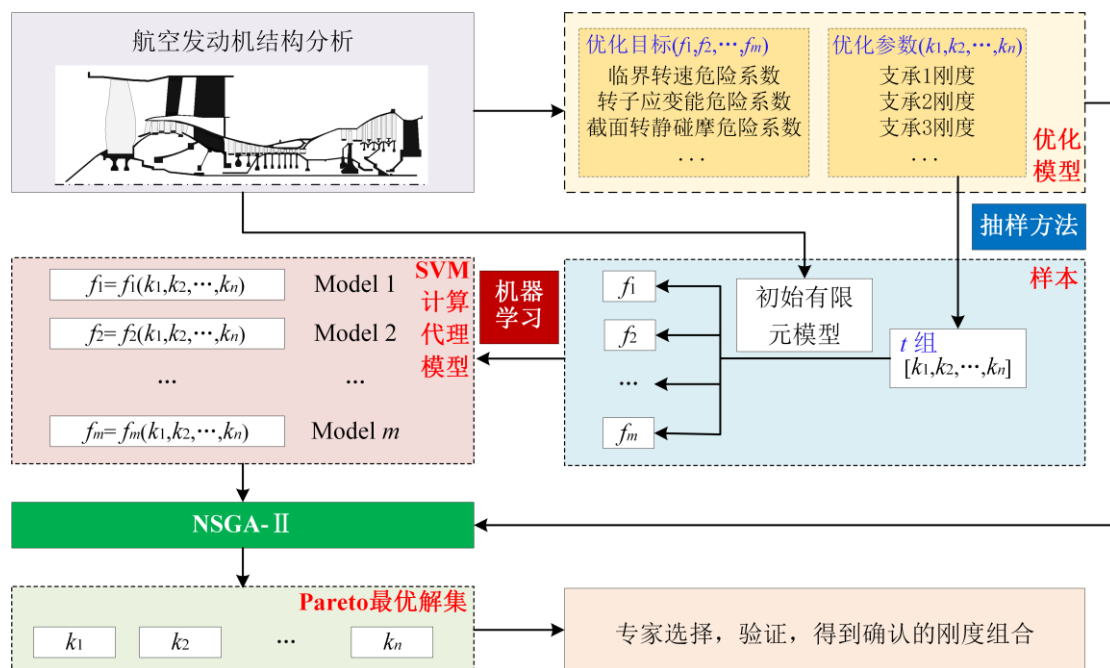 航空发动机结构分析
优化目标(f1,f2,…,fm)
临界转速危险系数
转子应变能危险系数
截面转静碰摩危险系数
...
优化参数(k1,k2,…,kn)
支承1刚度
支承2刚度
支承3刚度
...
优化
模型
抽样方法
样本
初始有限
元模型
t 组
[k1,k2,…,kn]
f1
f2
…
fm
机器
学习
SVM
计算
代理
模型
f1= f1(k1,k2,…,kn) Model 1
f2= f2(k1,k2,…,kn) Model 2
… …
fm= fm(k1,k2,…,kn) Model m
NSGA-Ⅱ
Pareto最优解集
k1 k2 … kn
专家选择，验证，得到确认的刚度组合